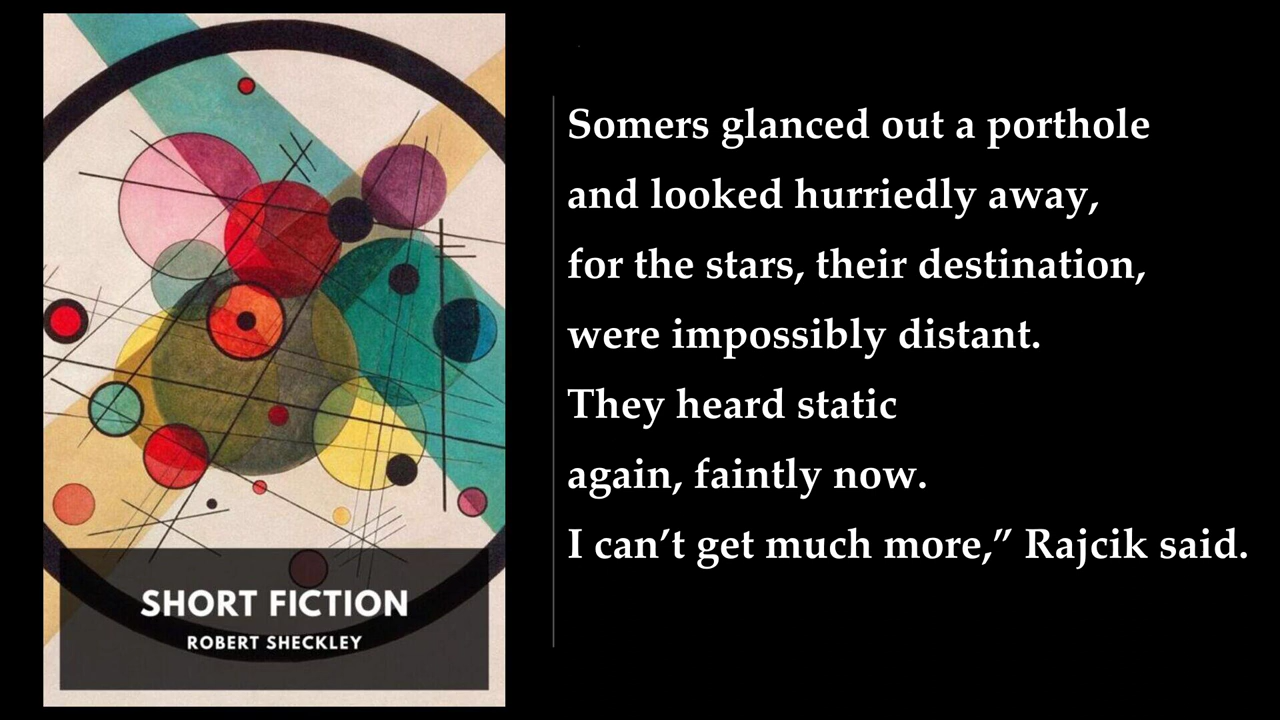 SHORT FICTION
ROBERT SHECKLEY
Somers glanced out a porthole
and looked hurriedly away,
for the stars, their destination,
were impossibly distant.
They heard static
again, faintly now.
I can’t get much more,” Rajcik said.